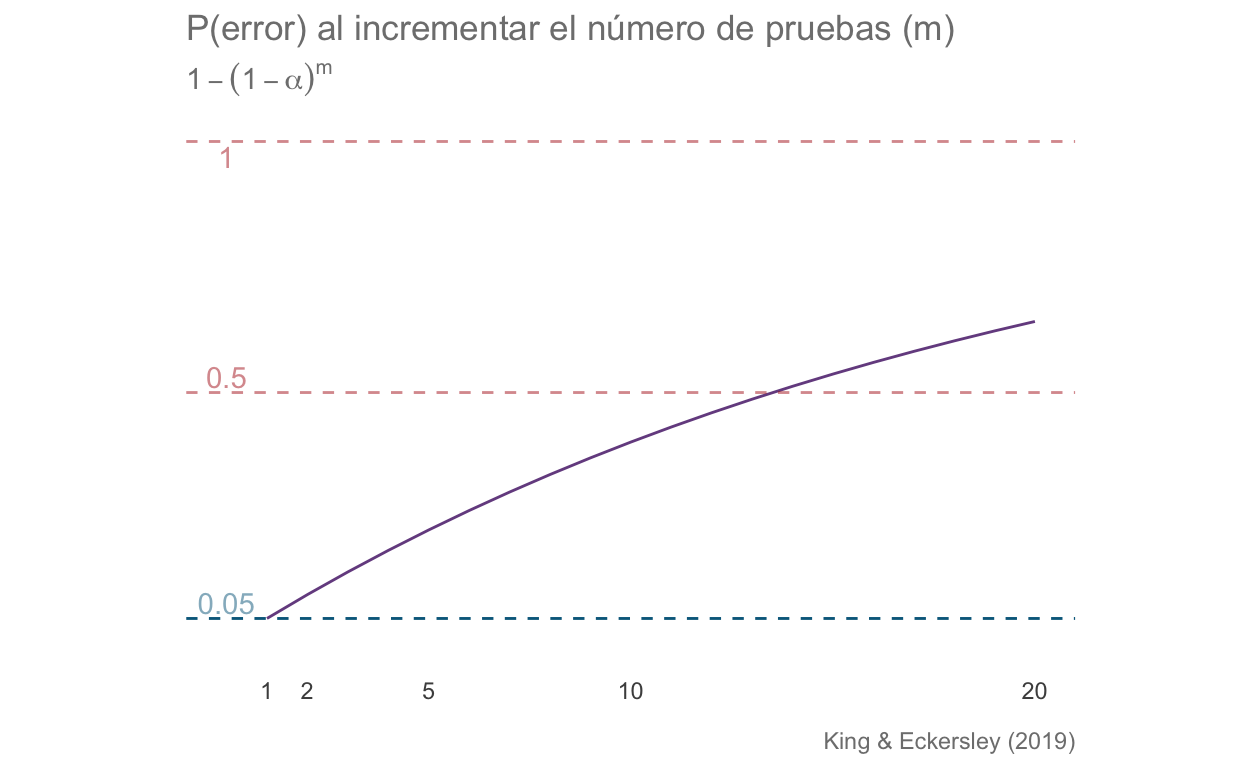 P(error) al incrementar el número de pruebas (m)
1 – (1 – α)^m
1
0.5
0.05
1 2 5 10 20
King & Eckersley (2019)